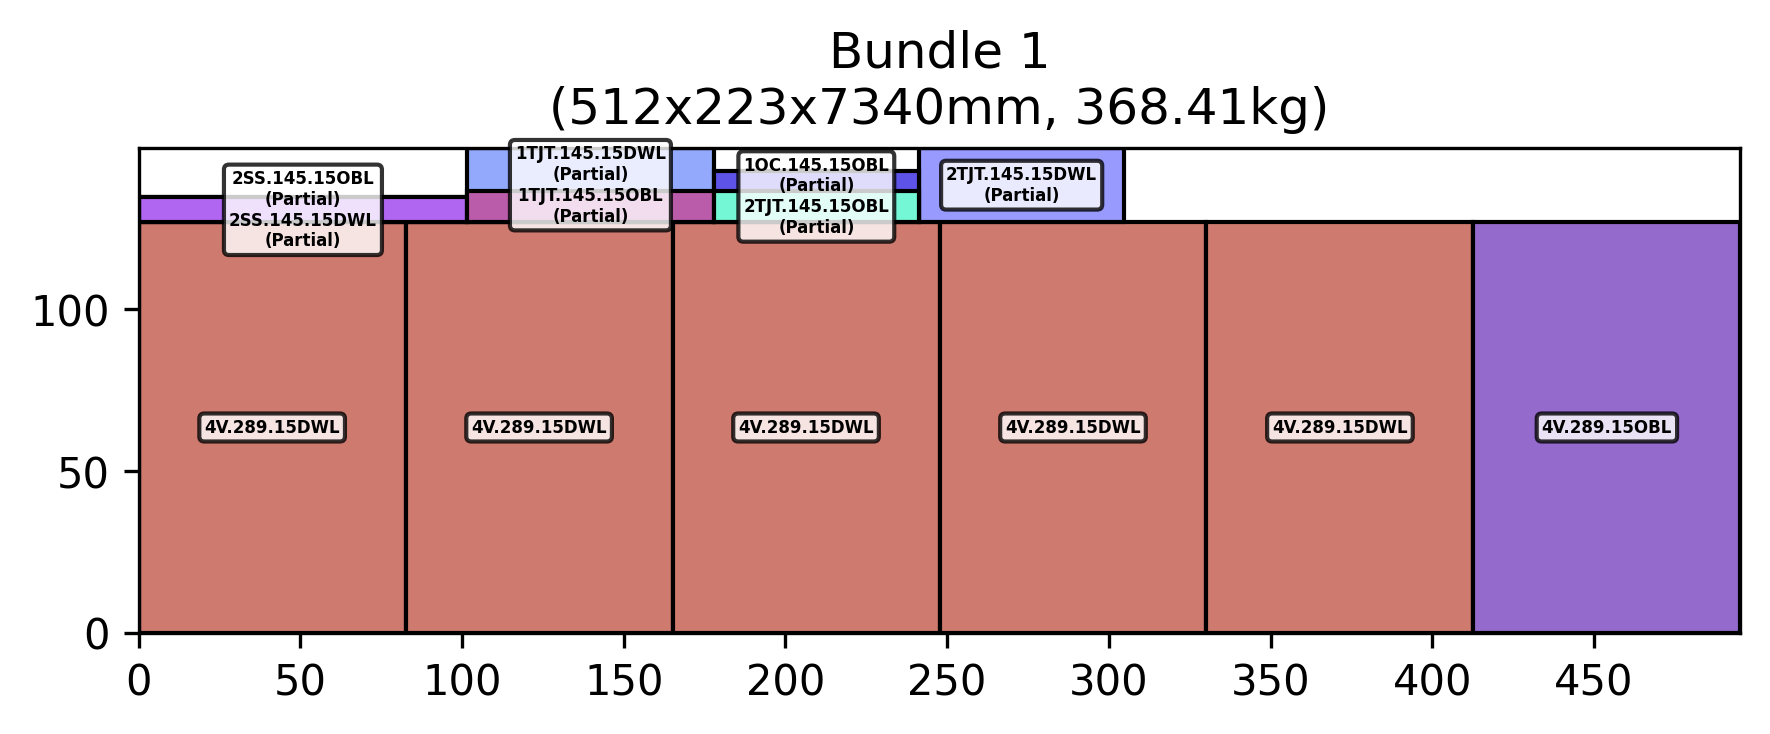 Bundle 1
(512x223x7340mm, 368.41kg)
1TJT.145.15DWL
(Partial)
1OC.145.15OBL
(Partial)
2TJT.145.15DWL
(Partial)
2SS.145.15OBL
(Partial)
1TJT.145.15OBL
(Partial)
2TJT.145.15OBL
(Partial)
2SS.145.15DWL
(Partial)
4V.289.15DWL
4V.289.15DWL
4V.289.15DWL
4V.289.15DWL
4V.289.15DWL
4V.289.15OBL
100
50
0
0 50 100 150 200 250 300 350 400 450